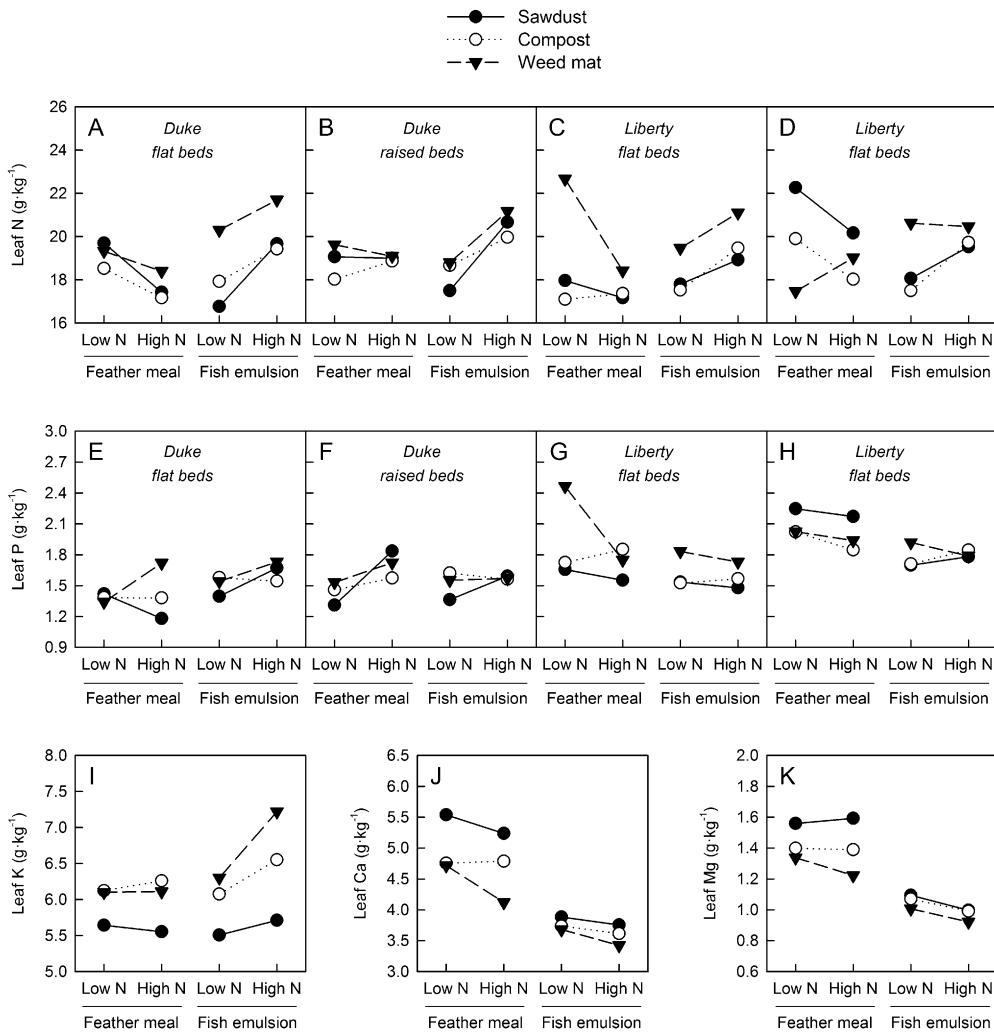 Sawdust
Compost
Weed mat
Leaf N (g·kg-1)
26
24
22
20
18
16
A
Duke
flat beds
B
Duke
raised beds
C
Liberty
flat beds
D
Liberty
flat beds
Low N High N Low N High N Low N High N Low N High N Low N High N Low N High N Low N High N Low N High N
Feather meal Fish emulsion Feather meal Fish emulsion Feather meal Fish emulsion Feather meal Fish emulsion
Leaf P (g·kg-1)
3.0
2.7
2.4
2.1
1.8
1.5
1.2
0.9
E
Duke
flat beds
F
Duke
raised beds
G
Liberty
flat beds
H
Liberty
flat beds
Low N High N Low N High N Low N High N Low N High N Low N High N Low N High N Low N High N Low N High N
Feather meal Fish emulsion Feather meal Fish emulsion Feather meal Fish emulsion Feather meal Fish emulsion
Leaf K (g·kg-1)
8.0
7.5
7.0
6.5
6.0
5.5
5.0
I
Low N High N Low N High N
Feather meal Fish emulsion
Leaf Ca (g·kg-1)
6.5
6.0
5.5
5.0
4.5
4.0
3.5
3.0
J
Low N High N Low N High N
Feather meal Fish emulsion
Leaf Mg (g·kg-1)
2.0
1.8
1.6
1.4
1.2
1.0
0.8
0.6
K
Low N High N Low N High N
Feather meal Fish emulsion